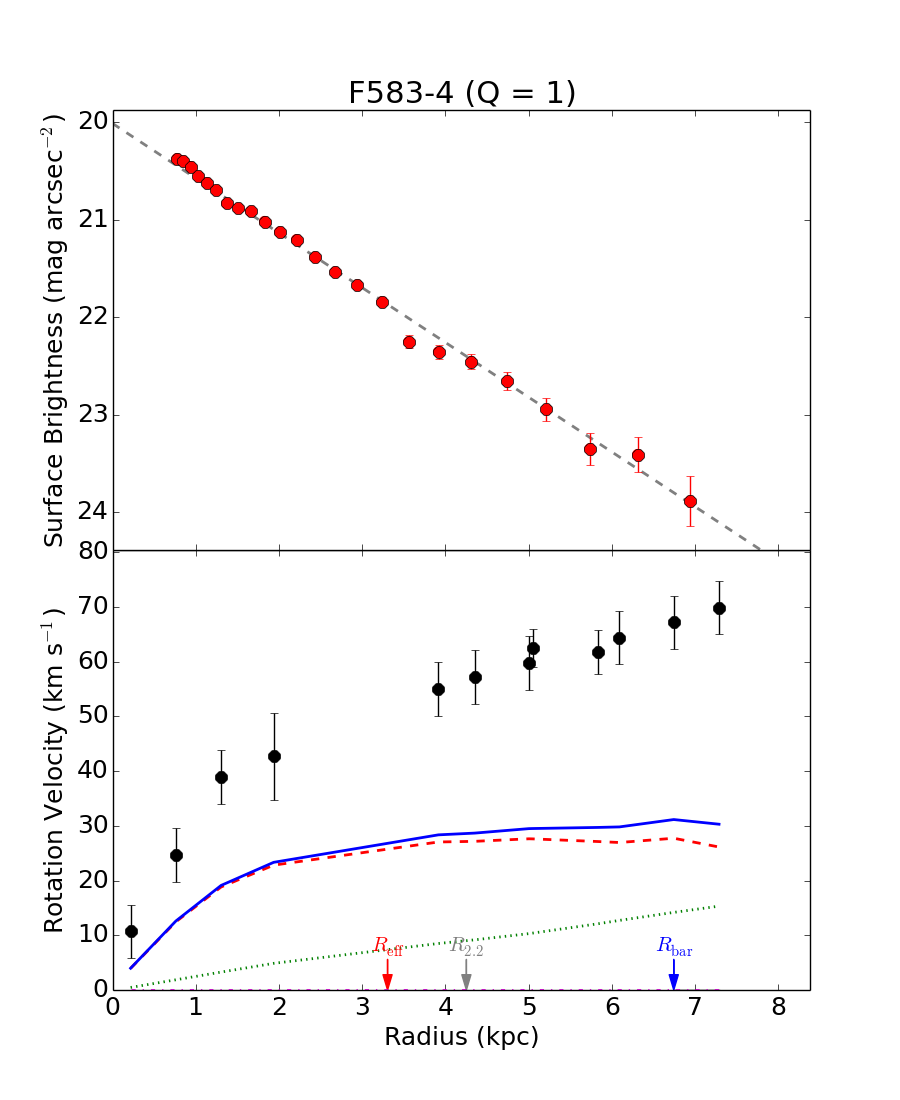 F583-4 (Q = 1)
20
21
22
23
24
Surface Brightness (mag arcsec⁻²)
80
70
60
50
40
30
20
10
0
Rotation Velocity (km s⁻¹)
R_eff R_2.2 R_bar
0 1 2 3 4 5 6 7 8
Radius (kpc)